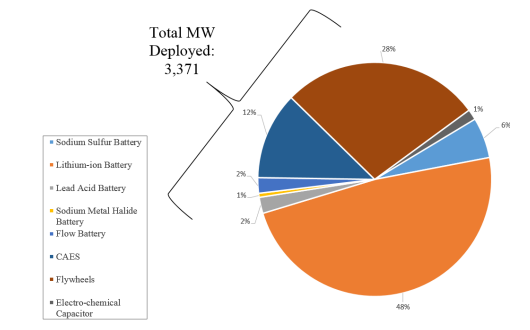 Total MW
Deployed:
3,371
28%
1%
6%
12%
2%
1%
2%
48%
Sodium Sulfur Battery
Lithium-ion Battery
Lead Acid Battery
Sodium Metal Halide
Battery
Flow Battery
CAES
Flywheels
Electro-chemical
Capacitor